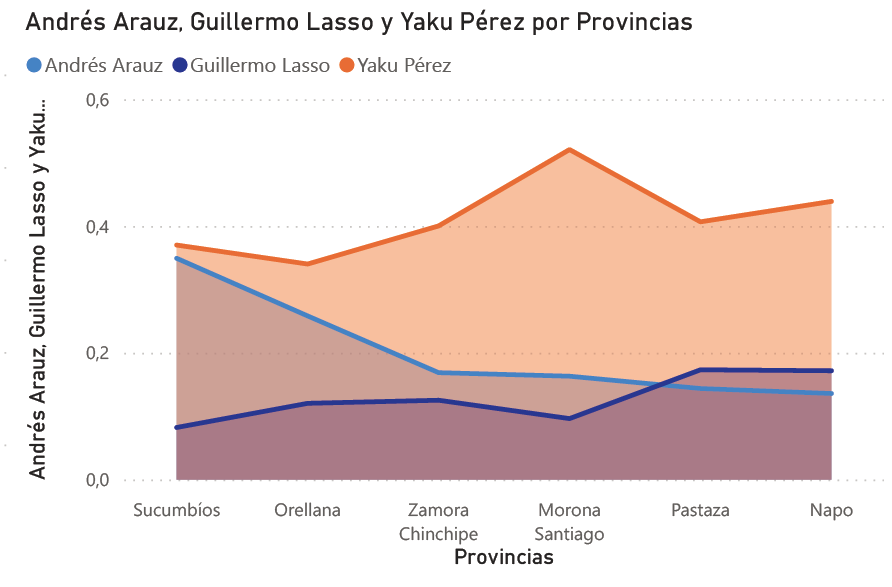 Andrés Arauz, Guillermo Lasso y Yaku Pérez por Provincias
Andrés Arauz Guillermo Lasso Yaku Pérez
Andrés Arauz, Guillermo Lasso y Yaku...
0,6
0,4
0,2
0,0
Sucumbíos Orellana Zamora Morona Pastaza Napo
Chinchipe Santiago
Provincias